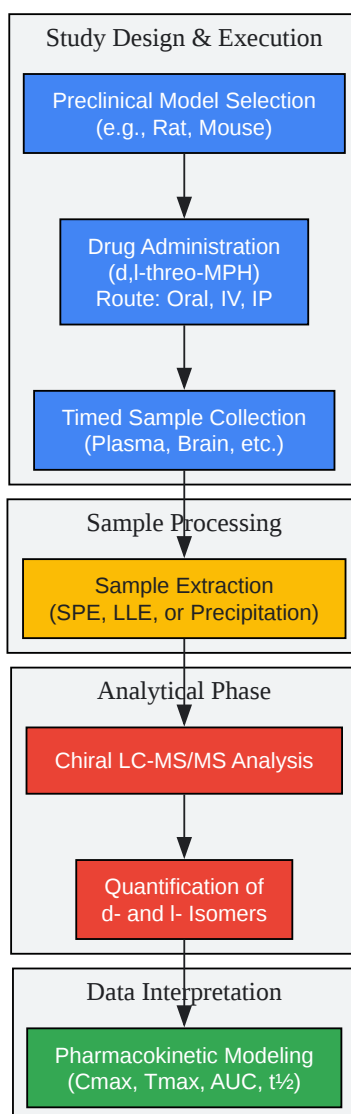 Study Design & Execution
Preclinical Model Selection
(e.g., Rat, Mouse)
Drug Administration
(d,l-threo-MPH)
Route: Oral, IV, IP
Timed Sample Collection
(Plasma, Brain, etc.)
Sample Processing
Sample Extraction
(SPE, LLE, or Precipitation)
Analytical Phase
Chiral LC-MS/MS Analysis
Quantification of
d- and l- Isomers
Data Interpretation
Pharmacokinetic Modeling
(Cmax, Tmax, AUC, t½)